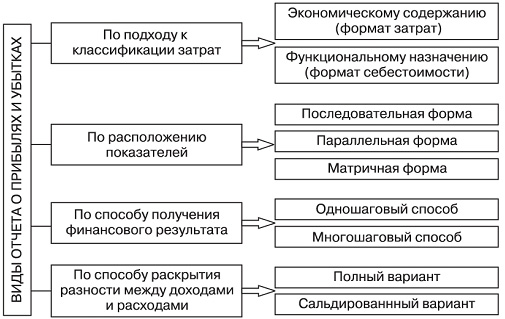 ВИДЫ ОТЧЕТА О ПРИБЫЛЯХ И УБЫТКАХ
По подходу к
классификации затрат
Экономическому содержанию
(формат затрат)
Функциональному назначению
(формат себестоимости)
По расположению
показателей
Последовательная форма
Параллельная форма
Матричная форма
По способу получения
финансового результата
Одношаговый способ
Многошаговый способ
По способу раскрытия
разности между доходами
и расходами
Полный вариант
Сальдированнный вариант